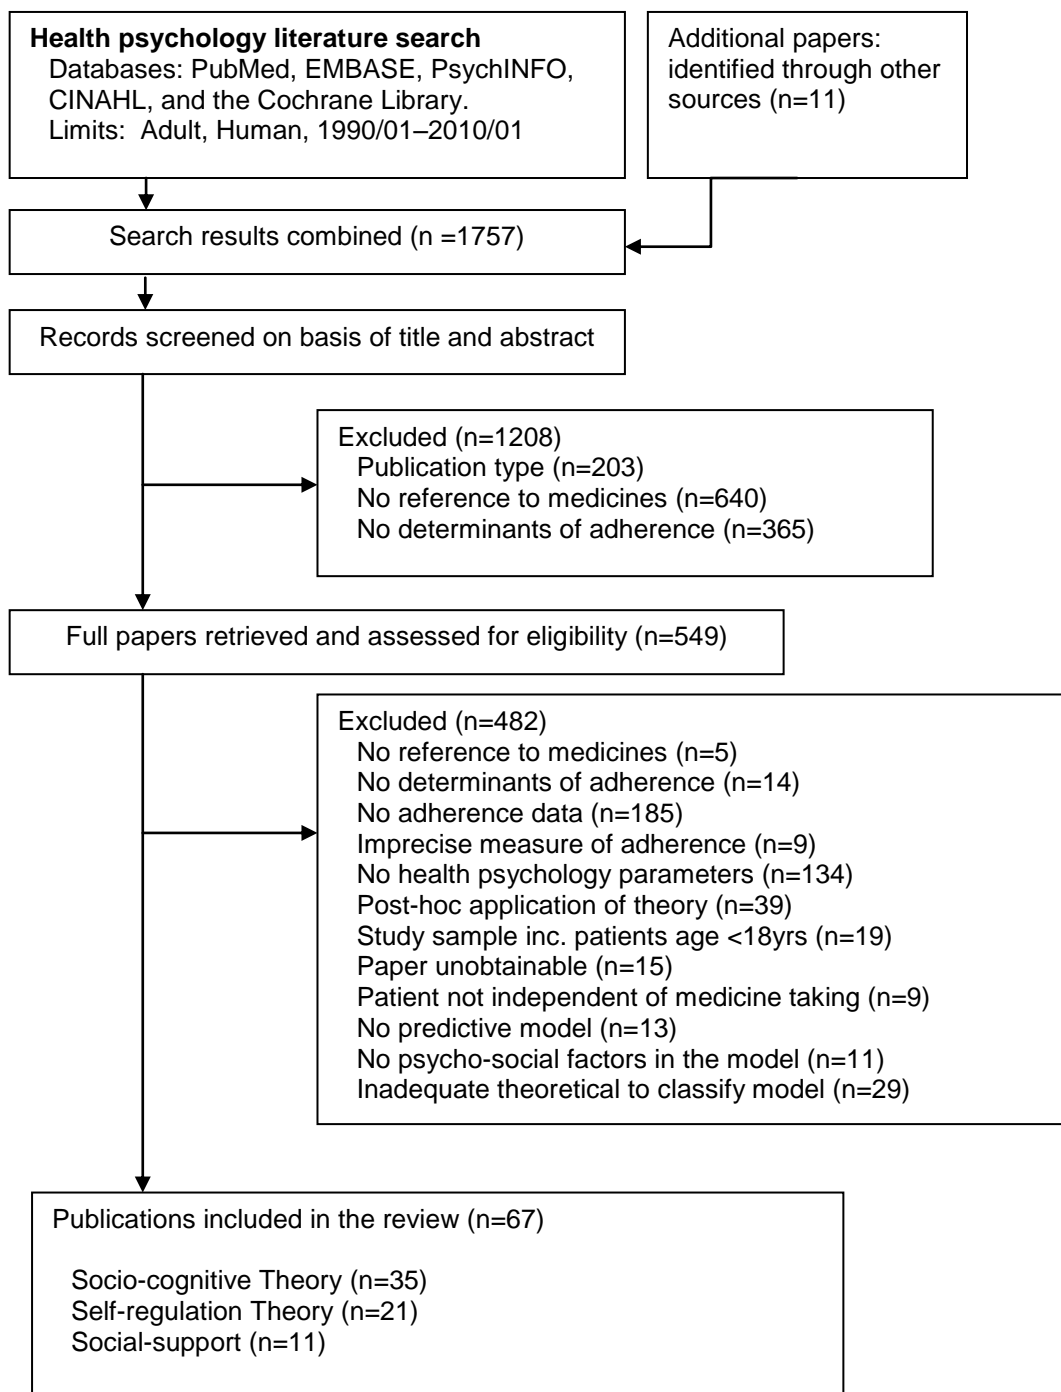 Health psychology literature search
Databases: PubMed, EMBASE, PsychINFO,
CINAHL, and the Cochrane Library.
Limits: Adult, Human, 1990/01–2010/01
Additional papers:
identified through other
sources (n=11)
Search results combined (n =1757)
Records screened on basis of title and abstract
Excluded (n=1208)
Publication type (n=203)
No reference to medicines (n=640)
No determinants of adherence (n=365)
Full papers retrieved and assessed for eligibility (n=549)
Excluded (n=482)
No reference to medicines (n=5)
No determinants of adherence (n=14)
No adherence data (n=185)
Imprecise measure of adherence (n=9)
No health psychology parameters (n=134)
Post-hoc application of theory (n=39)
Study sample inc. patients age <18yrs (n=19)
Paper unobtainable (n=15)
Patient not independent of medicine taking (n=9)
No predictive model (n=13)
No psycho-social factors in the model (n=11)
Inadequate theoretical to classify model (n=29)
Publications included in the review (n=67)
Socio-cognitive Theory (n=35)
Self-regulation Theory (n=21)
Social-support (n=11)